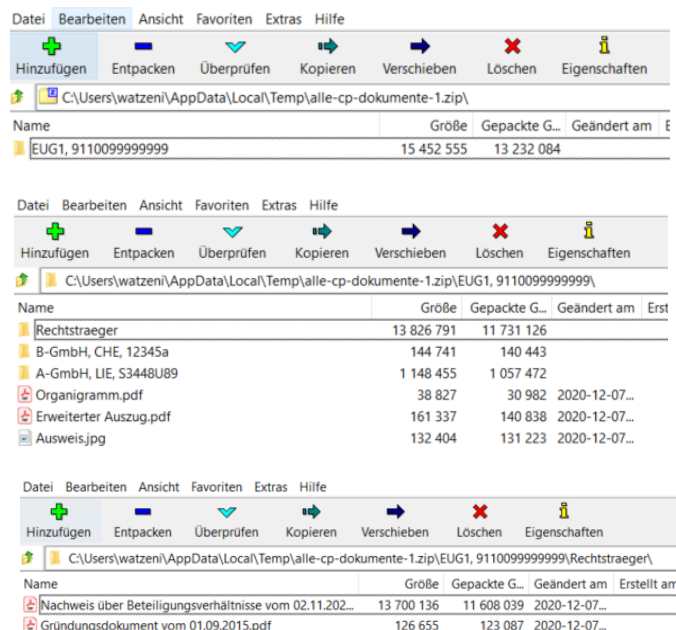 Datei Bearbeiten Ansicht Favoriten Extras Hilfe
Hinzufügen Entpacken Überprüfen Kopieren Verschieben Löschen Eigenschaften
C:\Users\watzeni\AppData\Local\Temp\alle-cp-dokumente-1.zip\
Name Größe Gepackte G... Geändert am E
EUG1, 9110099999999 15 452 555 13 232 084
Datei Bearbeiten Ansicht Favoriten Extras Hilfe
Hinzufügen Entpacken Überprüfen Kopieren Verschieben Löschen Eigenschaften
C:\Users\watzeni\AppData\Local\Temp\alle-cp-dokumente-1.zip\EUG1, 9110099999999\
Name Größe Gepackte G... Geändert am Erst
Rechtstraeger 13 826 791 11 731 126
B-GmbH, CHE, 12345a 144 741 140 443
A-GmbH, LIE, S3448U89 1 148 455 1 057 472
Organigramm.pdf 38 827 30 982 2020-12-07...
Erweiterter Auszug.pdf 161 337 140 838 2020-12-07...
Ausweis.jpg 132 404 131 223 2020-12-07...
Datei Bearbeiten Ansicht Favoriten Extras Hilfe
Hinzufügen Entpacken Überprüfen Kopieren Verschieben Löschen Eigenschaften
C:\Users\watzeni\AppData\Local\Temp\alle-cp-dokumente-1.zip\EUG1, 9110099999999\Rechtstraeger\
Name Größe Gepackte G... Geändert am Erstellt am
Nachweis über Beteiligungsverhältnisse vom 02.11.202... 13 700 136 11 608 039 2020-12-07...
Gründungsdokument vom 01.09.2015.pdf 126 655 123 087 2020-12-07...